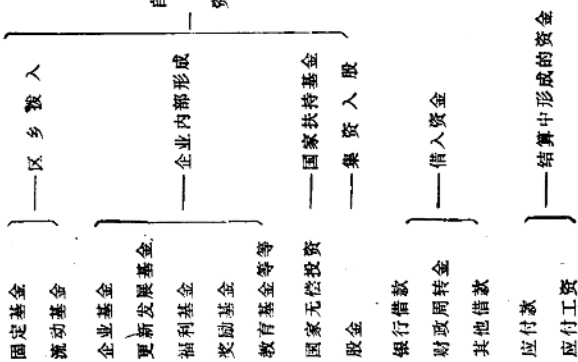 固定基金
流动基金
——区乡拨入
企业基金
更新发展基金
福利基金
奖励基金
教育基金等等
——企业内部形成
国家无偿投资——国家扶持基金
股金——集资入股
银行借款
财政周转金
其他借款
——借入资金
应付款
应付工资
——结算中形成的资金